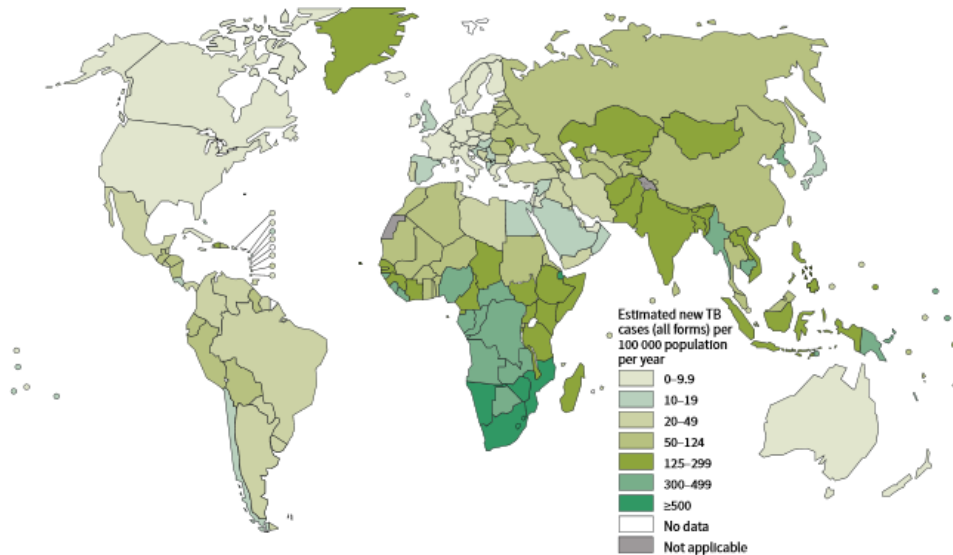 Estimated new TB
cases (all forms) per
100 000 population
per year
0–9.9
10–19
20–49
50–124
125–299
300–499
≥500
No data
Not applicable